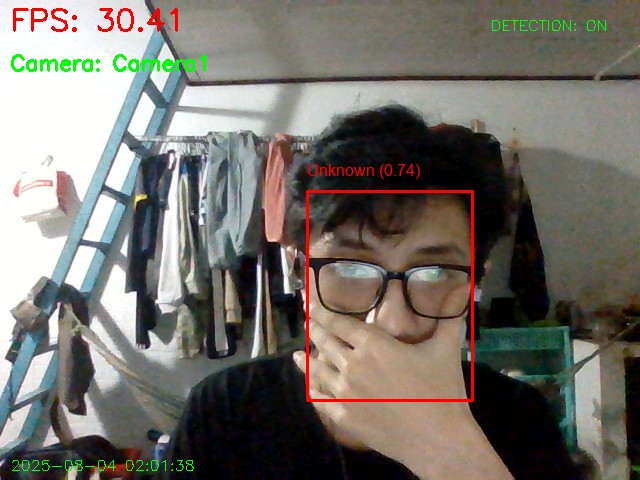 FPS: 30.41
DETECTION: ON
Camera: Camera1
Unknown (0.74)
2025-08-04 02:01:38